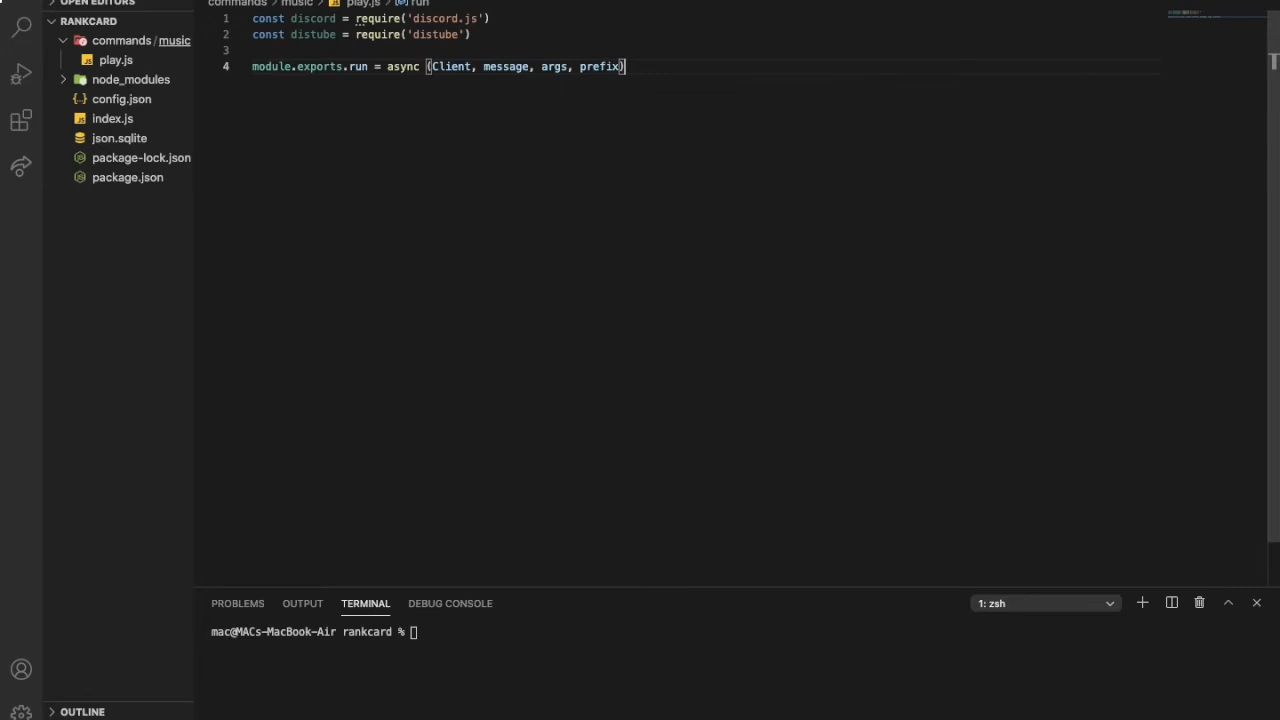 OPEN EDITORS
RANKCARD
commands / music
play.js
node_modules
config.json
index.js
json.sqlite
package-lock.json
package.json
OUTLINE
commands > music > play.js > run
1 const discord = require('discord.js')
2 const distube = require('distube')
3
4 module.exports.run = async (Client, message, args, prefix)
PROBLEMS OUTPUT TERMINAL DEBUG CONSOLE 1: zsh
mac@MACs-MacBook-Air rankcard %